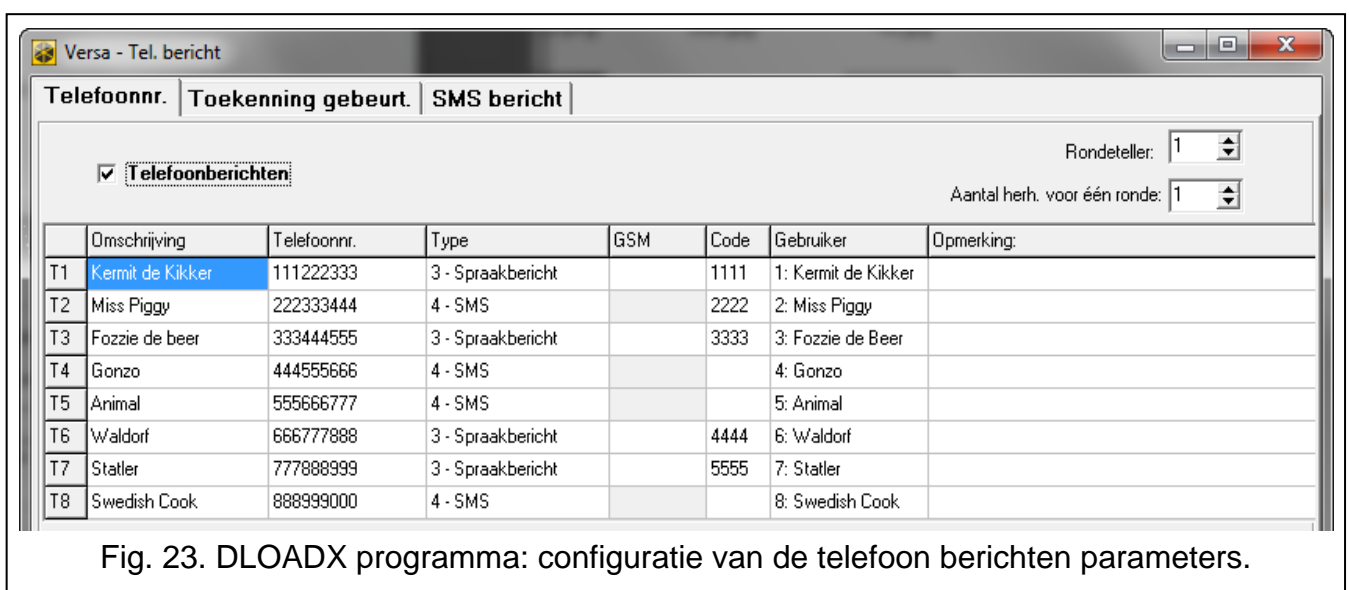 Versa - Tel. bericht
Telefoonnr. Toekenning gebeurt. SMS bericht
Rondeteller: 1
Telefoonberichten
Aantal herh. voor één ronde: 1
Omschrijving Telefoonnr. Type GSM Code Gebruiker Opmerking:
T1 Kermit de Kikker 111222333 3 - Spraakbericht 1111 1: Kermit de Kikker
T2 Miss Piggy 222333444 4 - SMS 2222 2: Miss Piggy
T3 Fozzie de beer 333444555 3 - Spraakbericht 3333 3: Fozzie de Beer
T4 Gonzo 444555666 4 - SMS 4: Gonzo
T5 Animal 555666777 4 - SMS 5: Animal
T6 Waldorf 666777888 3 - Spraakbericht 4444 6: Waldorf
T7 Statler 777888999 3 - Spraakbericht 5555 7: Statler
T8 Swedish Cook 888999000 4 - SMS 8: Swedish Cook
Fig. 23. DLOADX programma: configuratie van de telefoon berichten parameters.